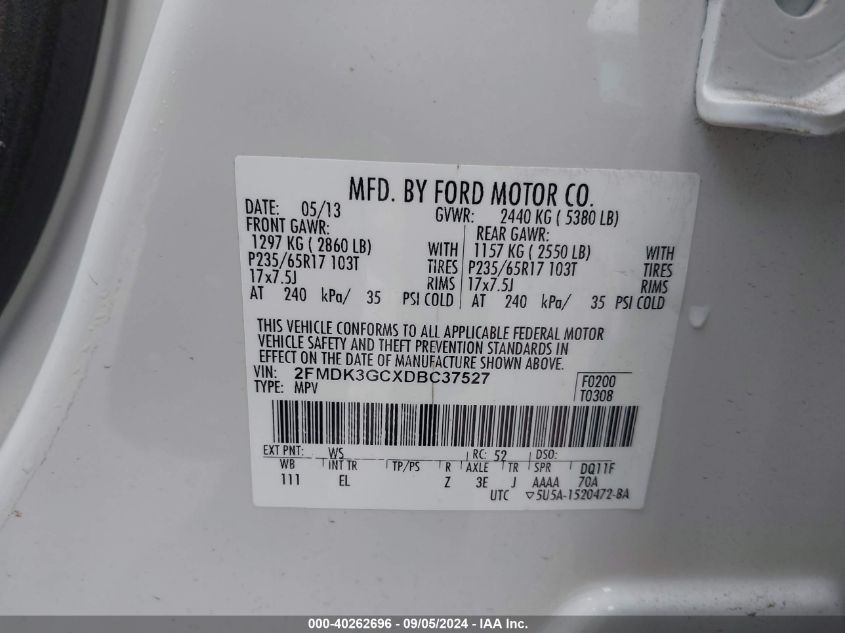 MFD. BY FORD MOTOR CO.
DATE: 05/13 GVWR: 2440 KG ( 5380 LB)
FRONT GAWR: REAR GAWR:
1297 KG ( 2860 LB) WITH 1157 KG ( 2550 LB) WITH
P235/65R17 103T TIRES P235/65R17 103T TIRES
17x7.5J RIMS 17x7.5J RIMS
AT 240 kPa/ 35 PSI COLD AT 240 kPa/ 35 PSI COLD
THIS VEHICLE CONFORMS TO ALL APPLICABLE FEDERAL MOTOR
VEHICLE SAFETY AND THEFT PREVENTION STANDARDS IN
EFFECT ON THE DATE OF MANUFACTURE SHOWN ABOVE.
VIN: 2FMDK3GCXDBC37527 F0200
TYPE: MPV T0308
EXT PNT: WS RC: 52 DSO:
WB INT TR TP/PS R AXLE TR SPR DQ11F
111 EL Z 3E J AAAA 70A
UTC ▽5U5A-1520472-BA
000-40262696 - 09/05/2024 - IAA Inc.